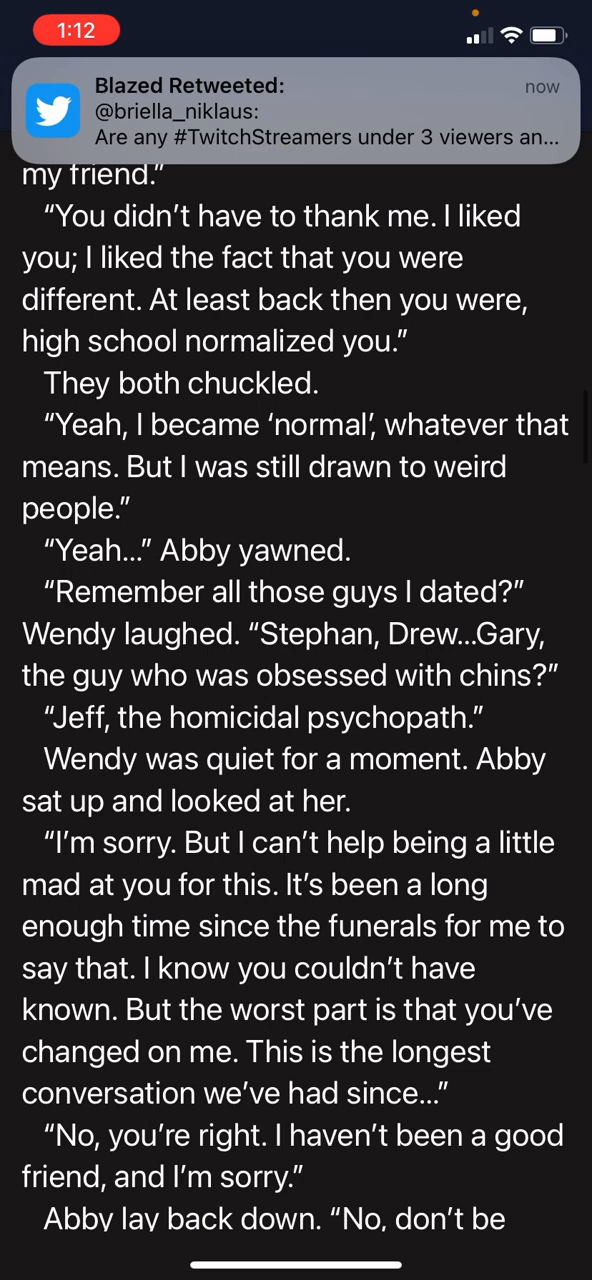 1:12
Blazed Retweeted:
now
@briella_niklaus:
Are any #TwitchStreamers under 3 viewers an...
my friend.”
“You didn’t have to thank me. I liked
you; I liked the fact that you were
different. At least back then you were,
high school normalized you.”
They both chuckled.
“Yeah, I became ‘normal’, whatever that
means. But I was still drawn to weird
people.”
“Yeah...” Abby yawned.
“Remember all those guys I dated?”
Wendy laughed. “Stephan, Drew...Gary,
the guy who was obsessed with chins?”
“Jeff, the homicidal psychopath.”
Wendy was quiet for a moment. Abby
sat up and looked at her.
“I’m sorry. But I can’t help being a little
mad at you for this. It’s been a long
enough time since the funerals for me to
say that. I know you couldn’t have
known. But the worst part is that you’ve
changed on me. This is the longest
conversation we’ve had since...”
“No, you’re right. I haven’t been a good
friend, and I’m sorry.”
Abby lay back down. “No, don’t be